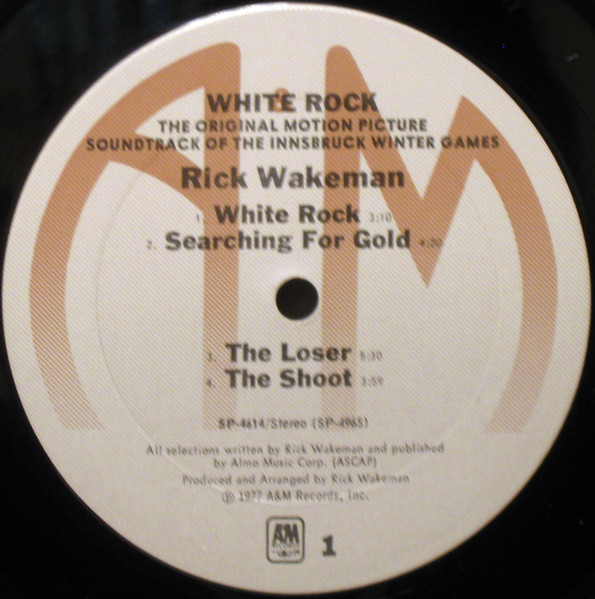 WHITE ROCK
THE ORIGINAL MOTION PICTURE
SOUNDTRACK OF THE INNSBRUCK WINTER GAMES
Rick Wakeman
1. White Rock 3:10
2. Searching For Gold 4:20
3. The Loser 5:30
4. The Shoot 3:59
SP-4614/Stereo (SP-4965)
All selections written by Rick Wakeman and published
by Almo Music Corp. (ASCAP)
Produced and Arranged by Rick Wakeman
℗ 1977 A&M Records, Inc.
A&M
1